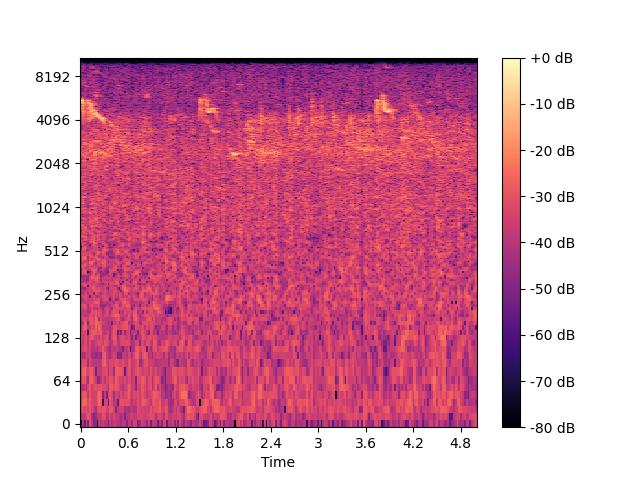 8192
4096
2048
1024
512
256
128
64
0
Hz
0 0.6 1.2 1.8 2.4 3 3.6 4.2 4.8
Time
+0 dB
-10 dB
-20 dB
-30 dB
-40 dB
-50 dB
-60 dB
-70 dB
-80 dB